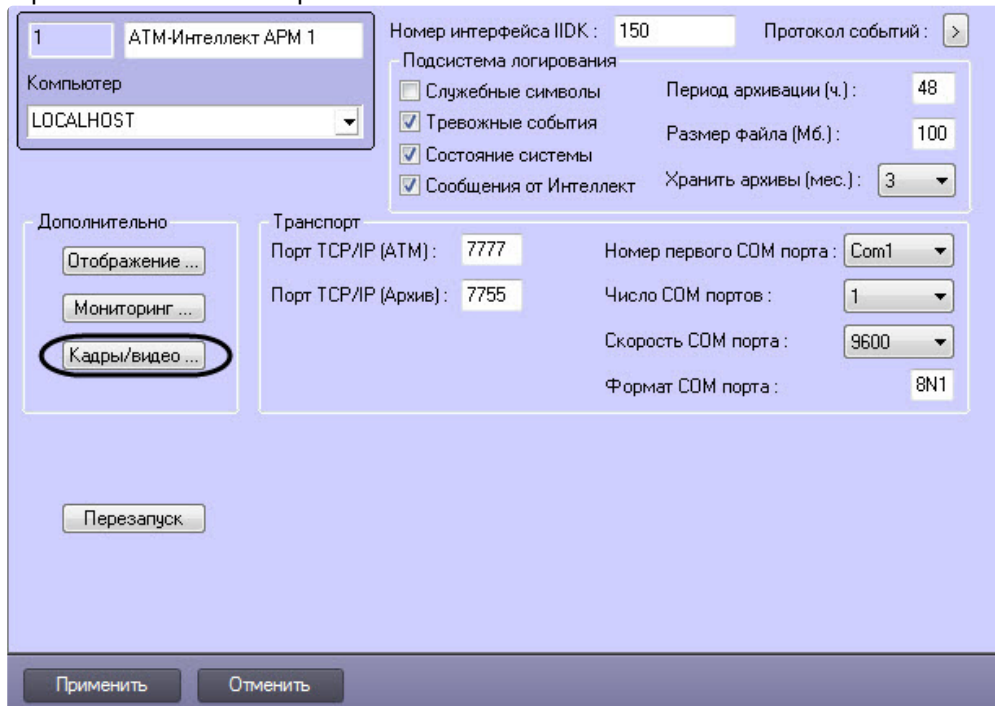 1 АТМ-Интеллект АРМ 1
Компьютер
LOCALHOST
Номер интерфейса IIDK : 150 Протокол событий : >
Подсистема логирования
Служебные символы
Тревожные события
Состояние системы
Сообщения от Интеллект
Период архивации (ч.) : 48
Размер файла (Мб.) : 100
Хранить архивы (мес.) : 3
Дополнительно
Отображение ...
Мониторинг ...
Кадры/видео ...
Транспорт
Порт TCP/IP (АТМ) : 7777
Порт TCP/IP (Архив) : 7755
Номер первого COM порта : Com1
Число COM портов : 1
Скорость COM порта : 9600
Формат COM порта : 8N1
Перезапуск
Применить Отменить